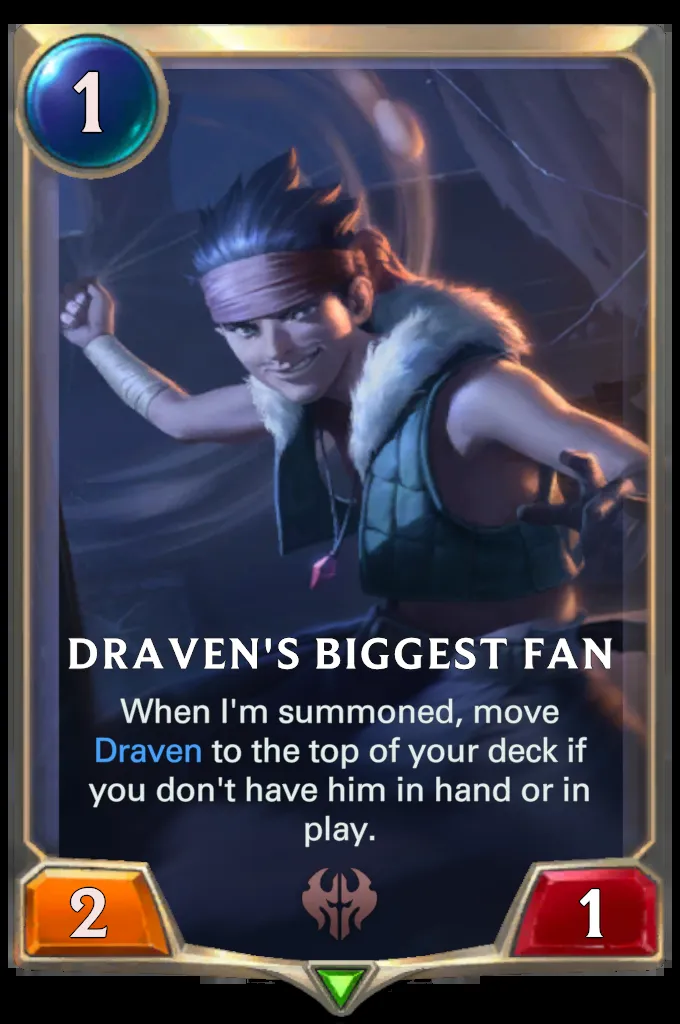 1
DRAVEN'S BIGGEST FAN
When I'm summoned, move
Draven to the top of your deck if
you don't have him in hand or in
play.
2
1